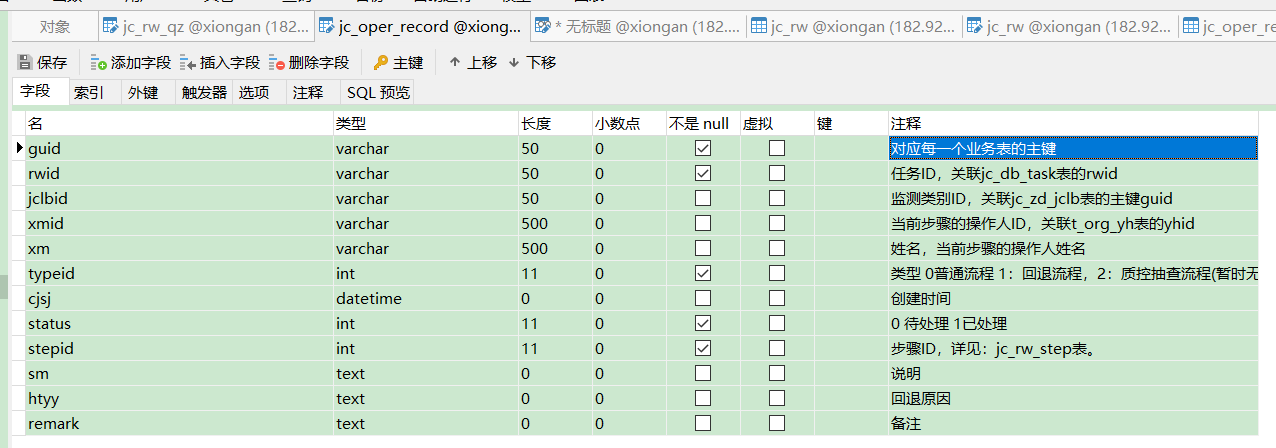 对象 jc_rw_qz @xiongan (182.... jc_oper_record @xiong... * 无标题 @xiongan (182.... jc_rw @xiongan (182.92... jc_rw @xiongan (182.92... jc_oper_re
保存 添加字段 插入字段 删除字段 主键 上移 下移
字段 索引 外键 触发器 选项 注释 SQL 预览
名 类型 长度 小数点 不是 null 虚拟 键 注释
guid varchar 50 0 对应每一个业务表的主键
rwid varchar 50 0 任务ID，关联jc_db_task表的rwid
jclbid varchar 50 0 监测类别ID，关联jc_zd_jclb表的主键guid
xmid varchar 500 0 当前步骤的操作人ID，关联t_org_yh表的yhid
xm varchar 500 0 姓名，当前步骤的操作人姓名
typeid int 11 0 类型 0普通流程 1：回退流程，2：质控抽查流程(暂时无
cjsj datetime 0 0 创建时间
status int 11 0 0 待处理 1已处理
stepid int 11 0 步骤ID，详见：jc_rw_step表。
sm text 0 0 说明
htyy text 0 0 回退原因
remark text 0 0 备注